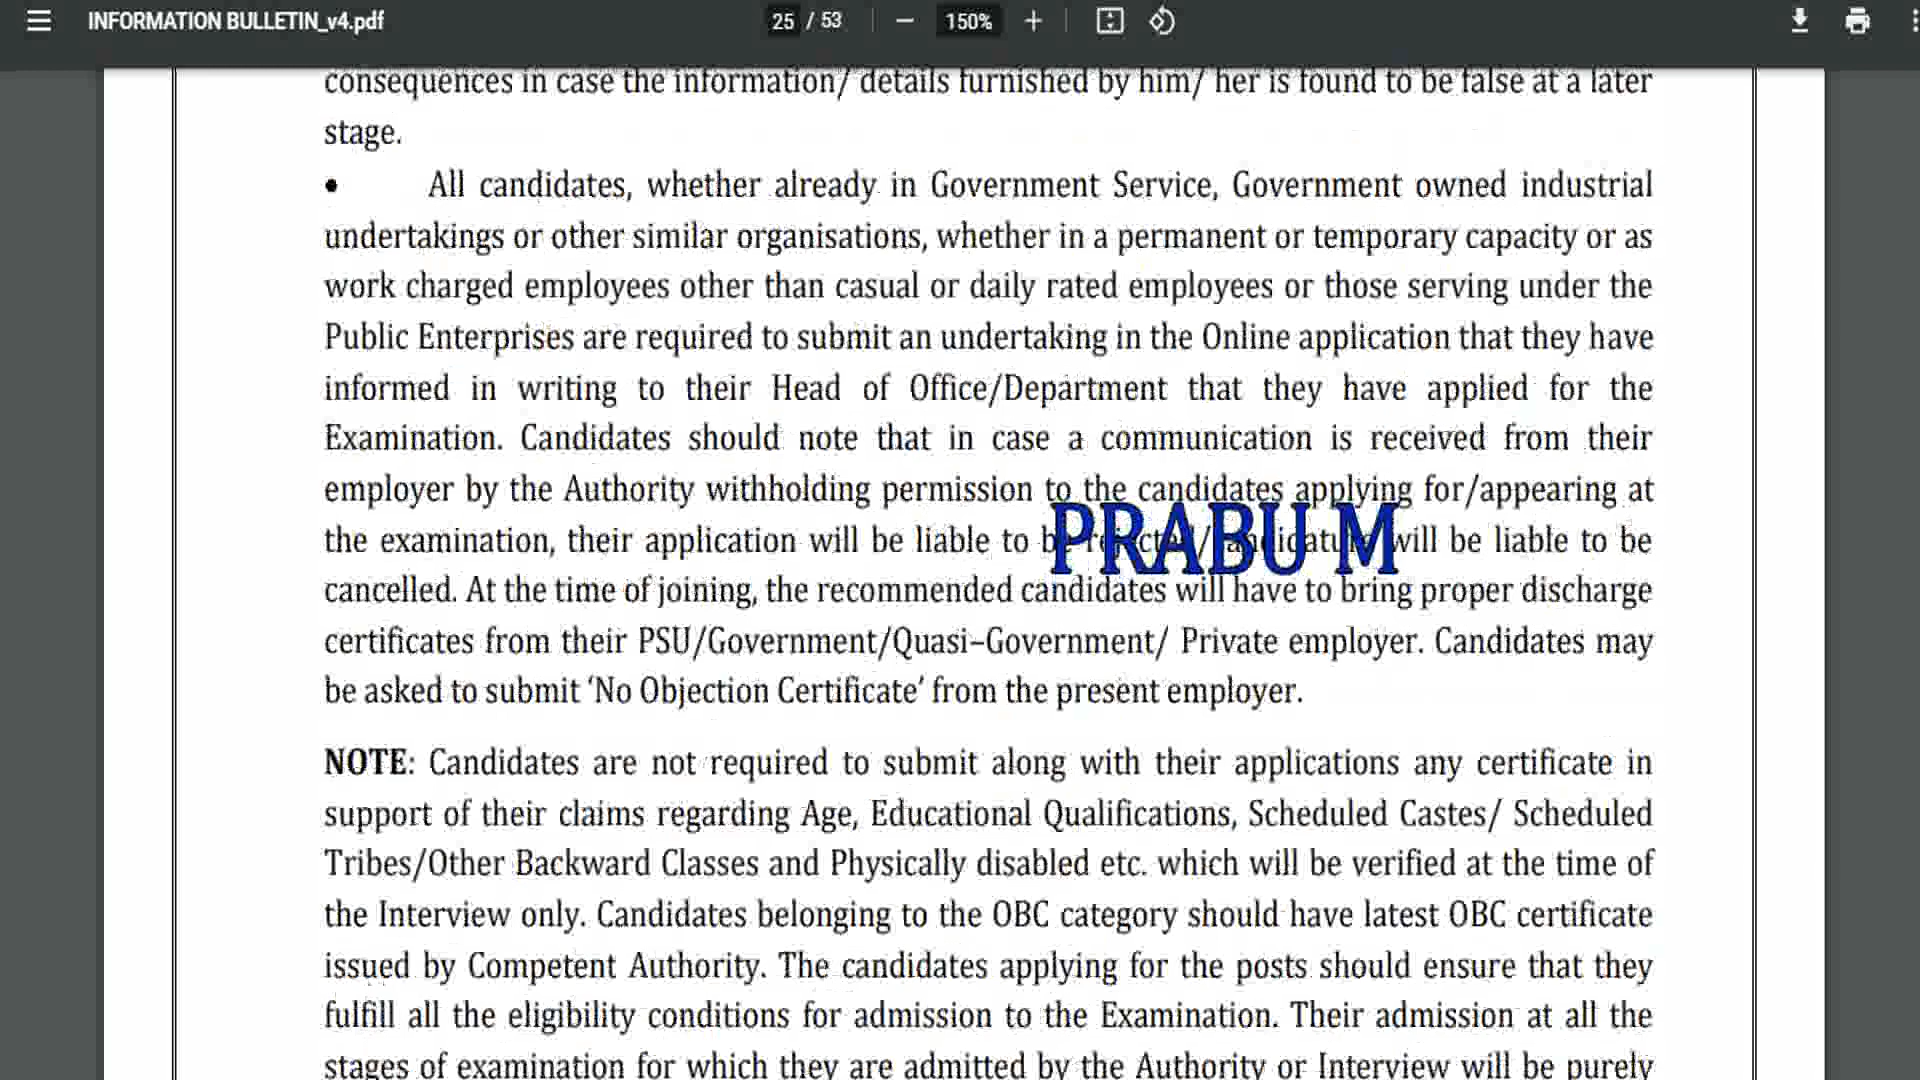 INFORMATION BULLETIN_v4.pdf
25 / 53
150%
consequences in case the information/ details furnished by him/ her is found to be false at a later
stage.
• All candidates, whether already in Government Service, Government owned industrial
undertakings or other similar organisations, whether in a permanent or temporary capacity or as
work charged employees other than casual or daily rated employees or those serving under the
Public Enterprises are required to submit an undertaking in the Online application that they have
informed in writing to their Head of Office/Department that they have applied for the
Examination. Candidates should note that in case a communication is received from their
employer by the Authority withholding permission to the candidates applying for/appearing at
the examination, their application will be liable to be rejected/candidature will be liable to be
PRABU M
cancelled. At the time of joining, the recommended candidates will have to bring proper discharge
certificates from their PSU/Government/Quasi–Government/ Private employer. Candidates may
be asked to submit ‘No Objection Certificate’ from the present employer.
NOTE: Candidates are not required to submit along with their applications any certificate in
support of their claims regarding Age, Educational Qualifications, Scheduled Castes/ Scheduled
Tribes/Other Backward Classes and Physically disabled etc. which will be verified at the time of
the Interview only. Candidates belonging to the OBC category should have latest OBC certificate
issued by Competent Authority. The candidates applying for the posts should ensure that they
fulfill all the eligibility conditions for admission to the Examination. Their admission at all the
stages of examination for which they are admitted by the Authority or Interview will be purely